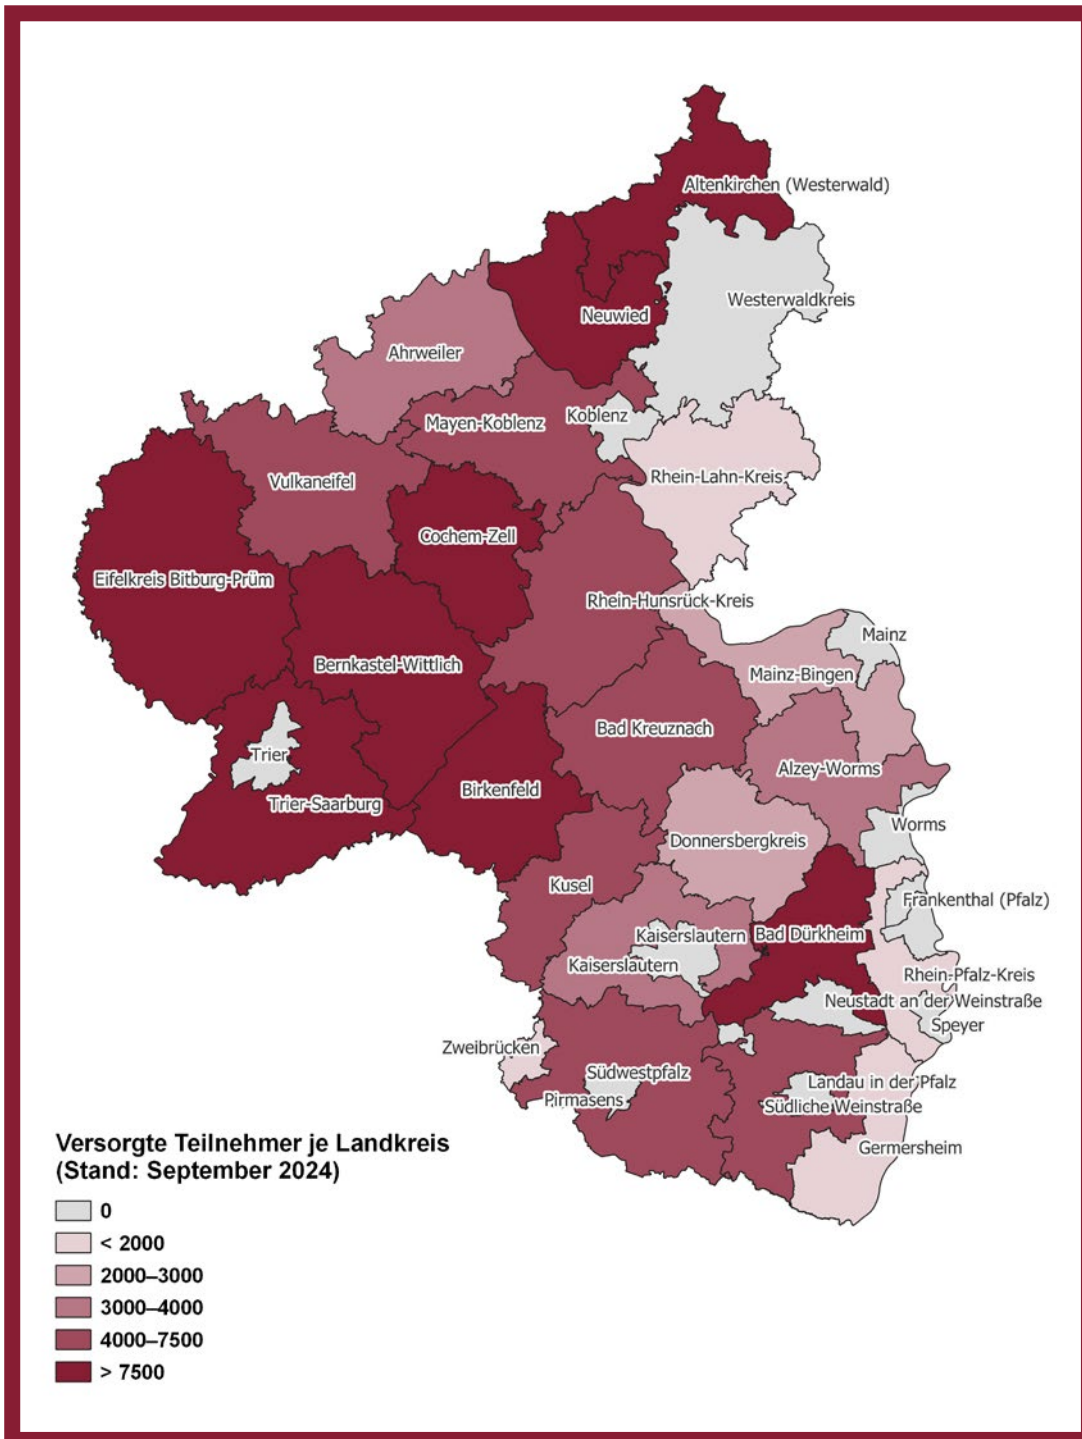 Altenkirchen (Westerwald)
Westerwaldkreis
Neuwied
Ahrweiler
Koblenz
Mayen-Koblenz
Rhein-Lahn-Kreis
Vulkaneifel
Cochem-Zell
Eifelkreis Bitburg-Prüm
Rhein-Hunsrück-Kreis
Mainz
Bernkastel-Wittlich
Mainz-Bingen
Bad Kreuznach
Trier
Alzey-Worms
Birkenfeld
Trier-Saarburg
Worms
Donnersbergkreis
Kusel
Frankenthal (Pfalz)
Kaiserslautern
Bad Dürkheim
Kaiserslautern
Rhein-Pfalz-Kreis
Neustadt an der Weinstraße
Speyer
Zweibrücken
Südwestpfalz
Landau in der Pfalz
Pirmasens
Südliche Weinstraße
Germersheim
Versorgte Teilnehmer je Landkreis
(Stand: September 2024)
0
< 2000
2000–3000
3000–4000
4000–7500
> 7500